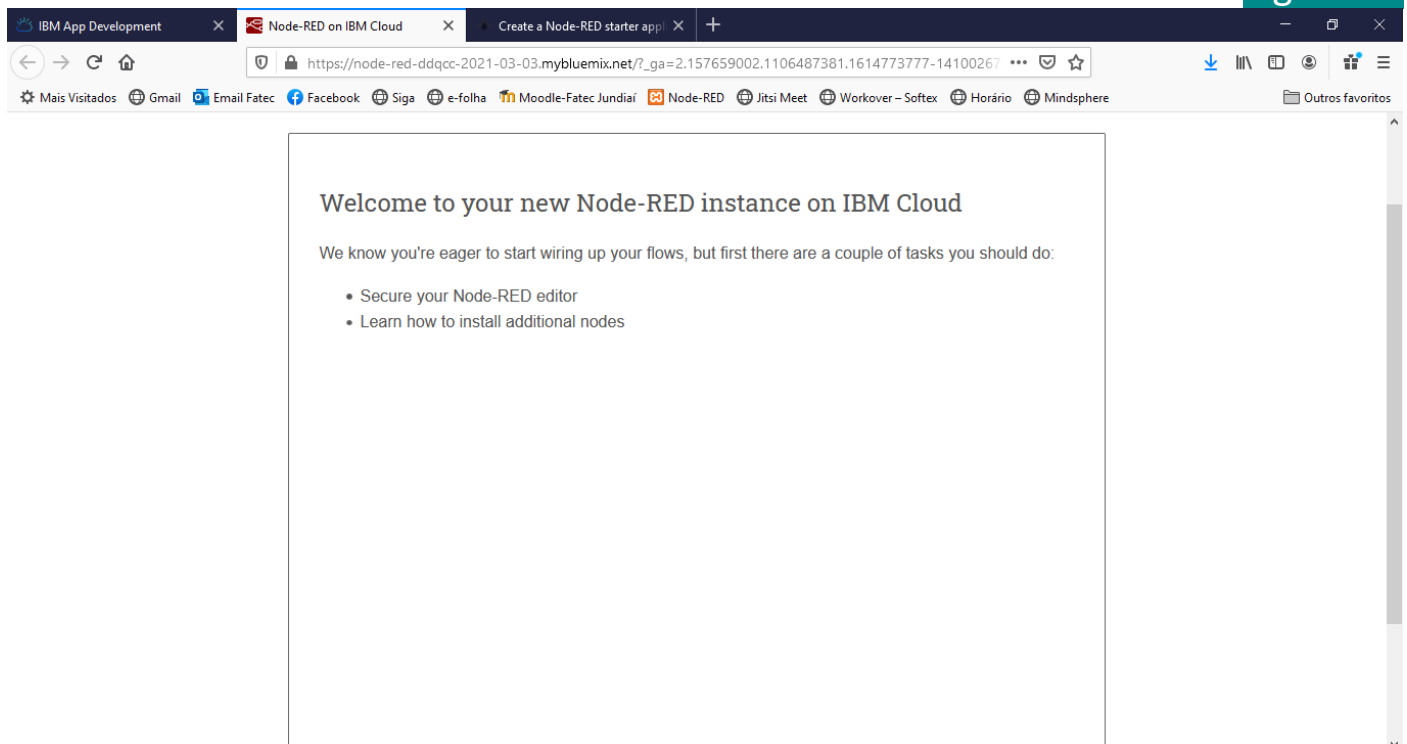 IBM App Development
Node-RED on IBM Cloud
Create a Node-RED starter appli
https://node-red-ddqcc-2021-03-03.mybluemix.net/?_ga=2.157659002.1106487381.1614773777-14100267
Mais Visitados Gmail Email Fatec Facebook Siga e-folha Moodle-Fatec Jundiaí Node-RED Jitsi Meet Workover – Softex Horário Mindsphere Outros favoritos
Welcome to your new Node-RED instance on IBM Cloud
We know you're eager to start wiring up your flows, but first there are a couple of tasks you should do:
• Secure your Node-RED editor
• Learn how to install additional nodes